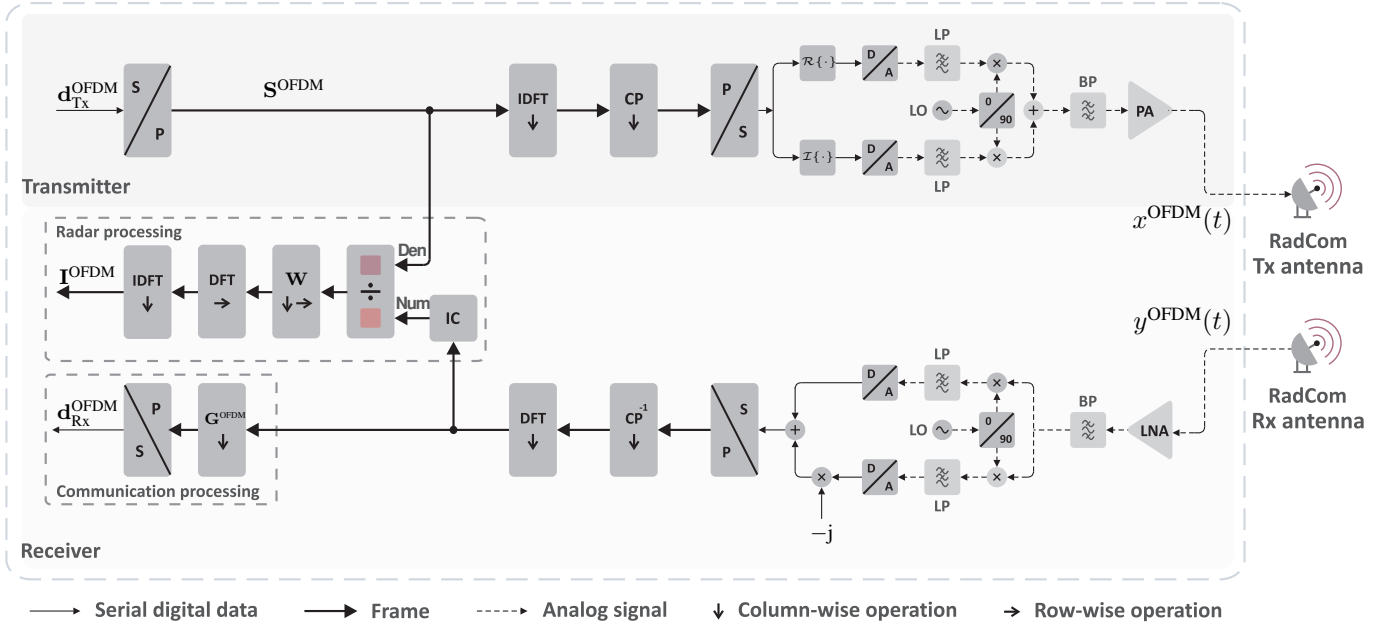 d_Tx^OFDM
S
P
S^OFDM
IDFT
CP
P
S
R{·}
D
A
LP
LO
0
90
I{·}
D
A
LP
BP
PA
Transmitter
x^OFDM(t)
RadCom
Tx antenna
Radar processing
I^OFDM
IDFT
DFT
W
÷
Den
Num
IC
y^OFDM(t)
RadCom
Rx antenna
d_Rx^OFDM
P
S
G^OFDM
Communication processing
DFT
CP^-1
S
P
D
A
LP
LO
0
90
D
A
LP
−j
BP
LNA
Receiver
Serial digital data
Frame
Analog signal
Column-wise operation
Row-wise operation